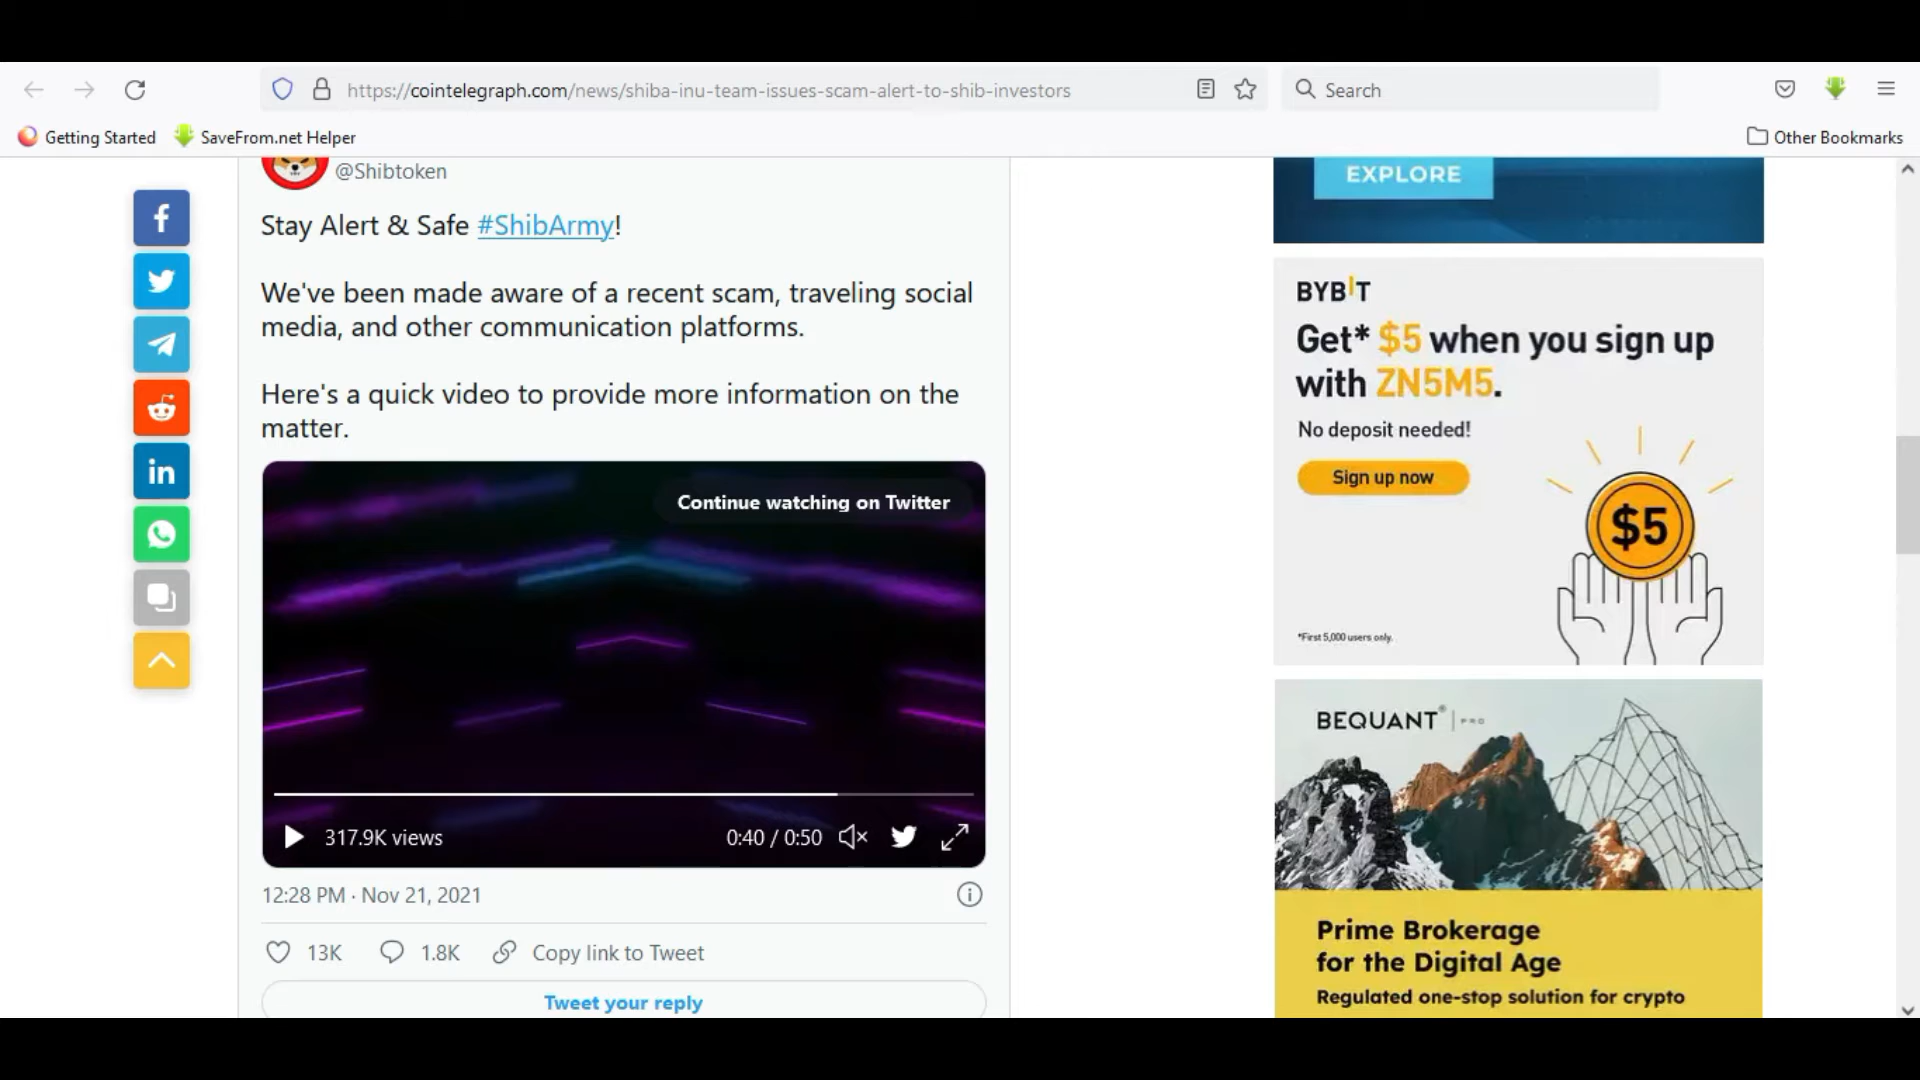 https://cointelegraph.com/news/shiba-inu-team-issues-scam-alert-to-shib-investors
Search
Getting Started
SaveFrom.net Helper
Other Bookmarks
@Shibtoken
Stay Alert & Safe #ShibArmy!
We've been made aware of a recent scam, traveling social
media, and other communication platforms.
Here's a quick video to provide more information on the
matter.
Continue watching on Twitter
317.9K views
0:40 / 0:50
12:28 PM · Nov 21, 2021
13K
1.8K
Copy link to Tweet
Tweet your reply
f
in
EXPLORE
BYBIT
Get* $5 when you sign up
with ZN5M5.
No deposit needed!
Sign up now
$5
*First 5,000 users only.
BEQUANT® | PRO
Prime Brokerage
for the Digital Age
Regulated one-stop solution for crypto